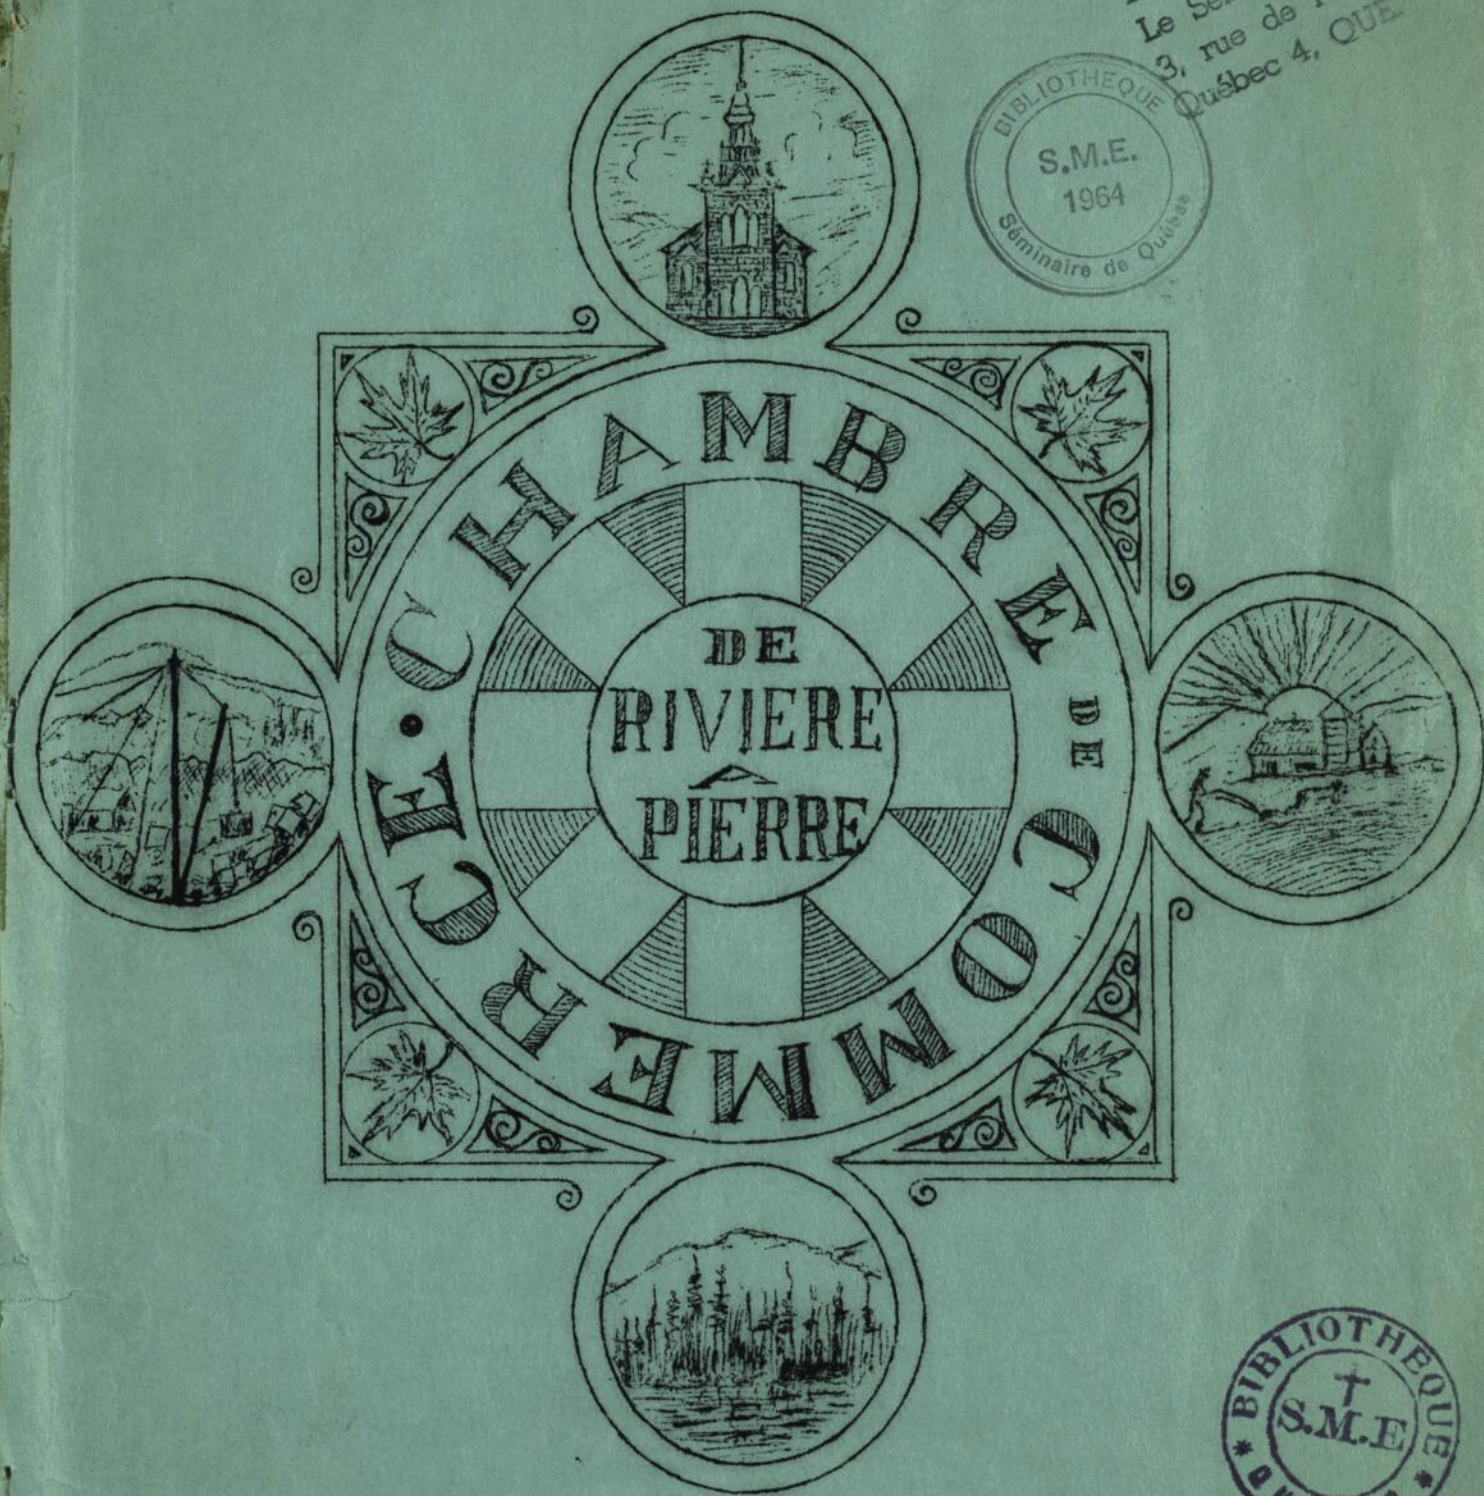 Le
3, rue de
Québec 4, QUE
BIBLIOTHEQUE
S.M.E.
1964
Séminaire de Québec
CHAMBRE DE COMMERCE •
DE
RIVIERE
A
PIERRE
BIBLIOTHEQUE
S.M.E